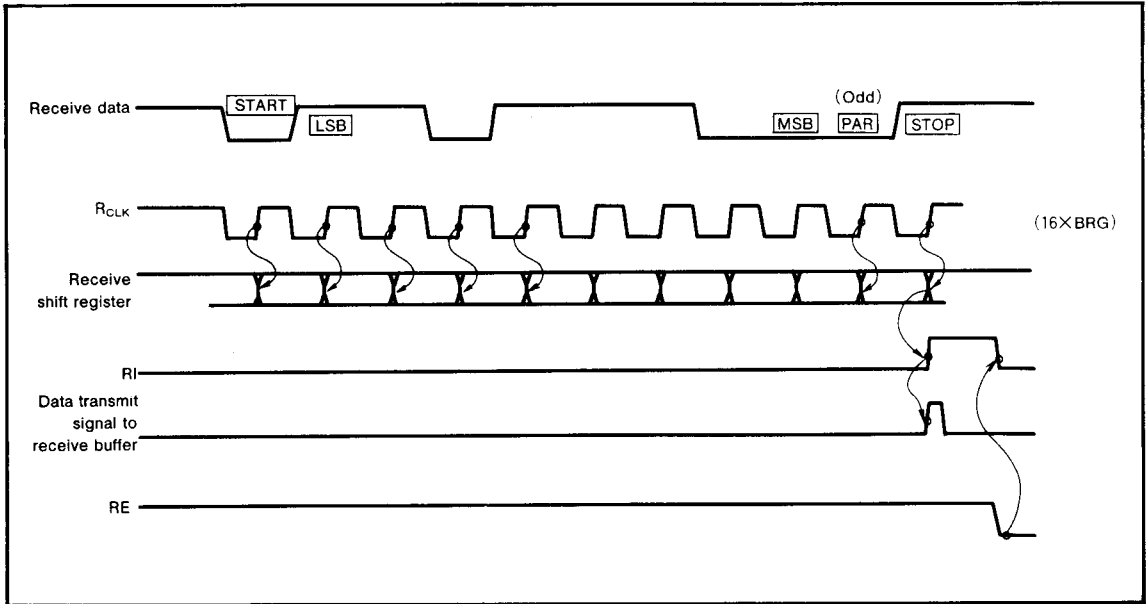 (Odd)
Receive data START LSB MSB PAR STOP
RCLK (16×BRG)
Receive
shift register
RI
Data transmit
signal to
receive buffer
RE